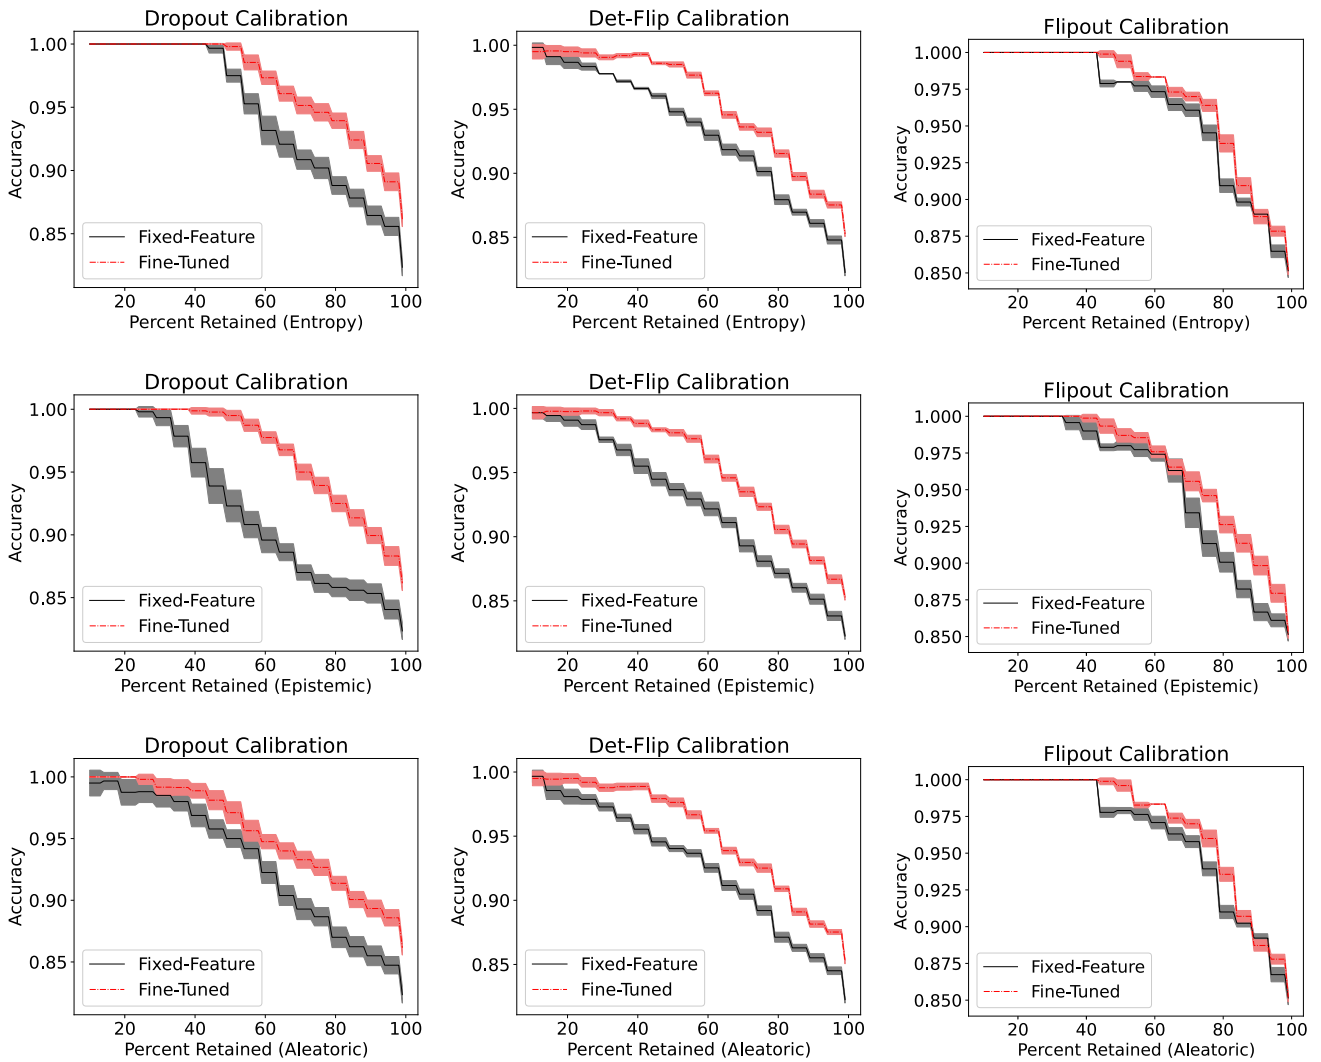 Dropout Calibration
1.00
0.95
0.90
0.85
Accuracy
Fixed-Feature
Fine-Tuned
20 40 60 80 100
Percent Retained (Entropy)
Det-Flip Calibration
1.00
0.95
0.90
0.85
Accuracy
Fixed-Feature
Fine-Tuned
20 40 60 80 100
Percent Retained (Entropy)
Flipout Calibration
1.000
0.975
0.950
0.925
0.900
0.875
0.850
Accuracy
Fixed-Feature
Fine-Tuned
20 40 60 80 100
Percent Retained (Entropy)
Dropout Calibration
1.00
0.95
0.90
0.85
Accuracy
Fixed-Feature
Fine-Tuned
20 40 60 80 100
Percent Retained (Epistemic)
Det-Flip Calibration
1.00
0.95
0.90
0.85
Accuracy
Fixed-Feature
Fine-Tuned
20 40 60 80 100
Percent Retained (Epistemic)
Flipout Calibration
1.000
0.975
0.950
0.925
0.900
0.875
0.850
Accuracy
Fixed-Feature
Fine-Tuned
20 40 60 80 100
Percent Retained (Epistemic)
Dropout Calibration
1.00
0.95
0.90
0.85
Accuracy
Fixed-Feature
Fine-Tuned
20 40 60 80 100
Percent Retained (Aleatoric)
Det-Flip Calibration
1.00
0.95
0.90
0.85
Accuracy
Fixed-Feature
Fine-Tuned
20 40 60 80 100
Percent Retained (Aleatoric)
Flipout Calibration
1.000
0.975
0.950
0.925
0.900
0.875
0.850
Accuracy
Fixed-Feature
Fine-Tuned
20 40 60 80 100
Percent Retained (Aleatoric)